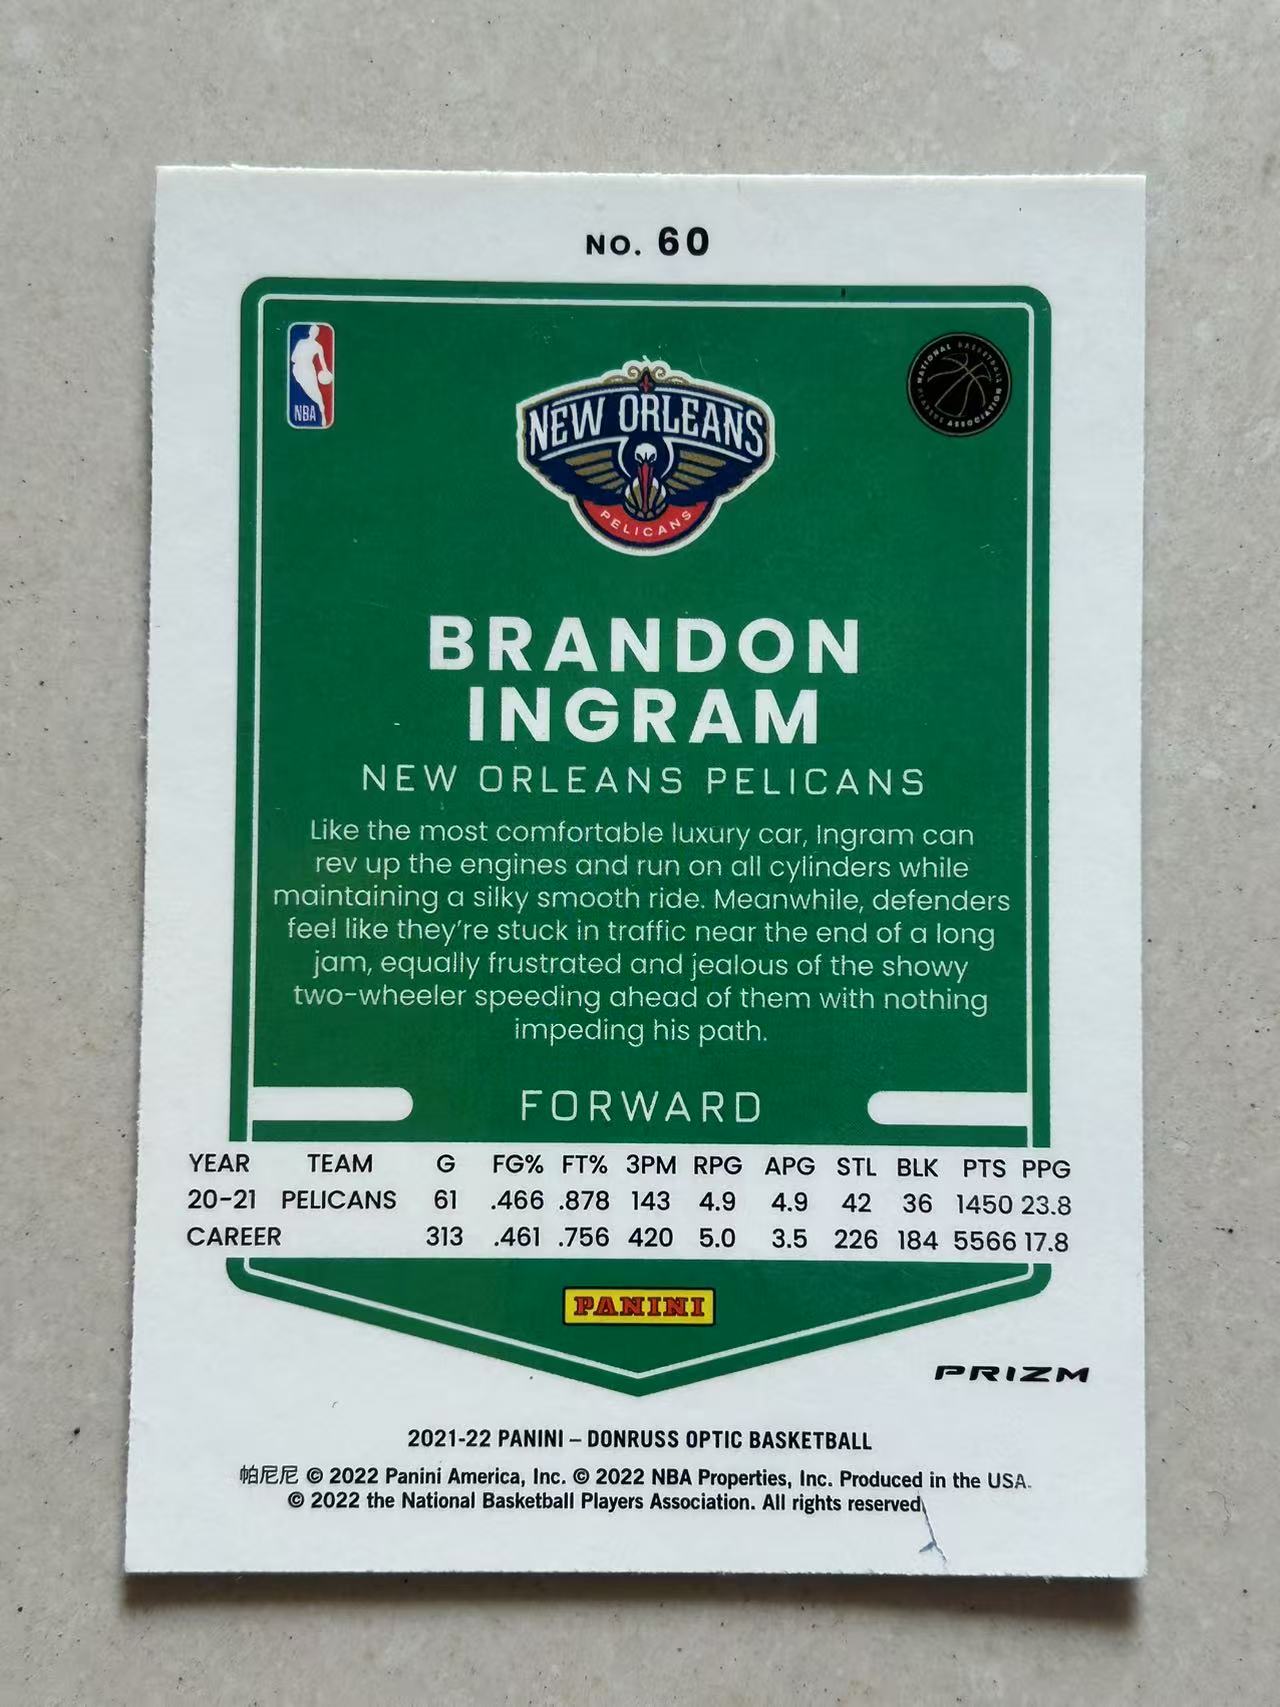 NO. 60
NBA
NATIONAL BASKETBALL
PLAYERS ASSOCIATION
NEW ORLEANS
PELICANS
BRANDON
INGRAM
NEW ORLEANS PELICANS
Like the most comfortable luxury car, Ingram can
rev up the engines and run on all cylinders while
maintaining a silky smooth ride. Meanwhile, defenders
feel like they're stuck in traffic near the end of a long
jam, equally frustrated and jealous of the showy
two-wheeler speeding ahead of them with nothing
impeding his path.
FORWARD
YEAR TEAM G FG% FT% 3PM RPG APG STL BLK PTS PPG
20-21 PELICANS 61 .466 .878 143 4.9 4.9 42 36 1450 23.8
CAREER 313 .461 .756 420 5.0 3.5 226 184 5566 17.8
PANINI
PRIZM
2021-22 PANINI – DONRUSS OPTIC BASKETBALL
帕尼尼 © 2022 Panini America, Inc. © 2022 NBA Properties, Inc. Produced in the USA.
© 2022 the National Basketball Players Association. All rights reserved